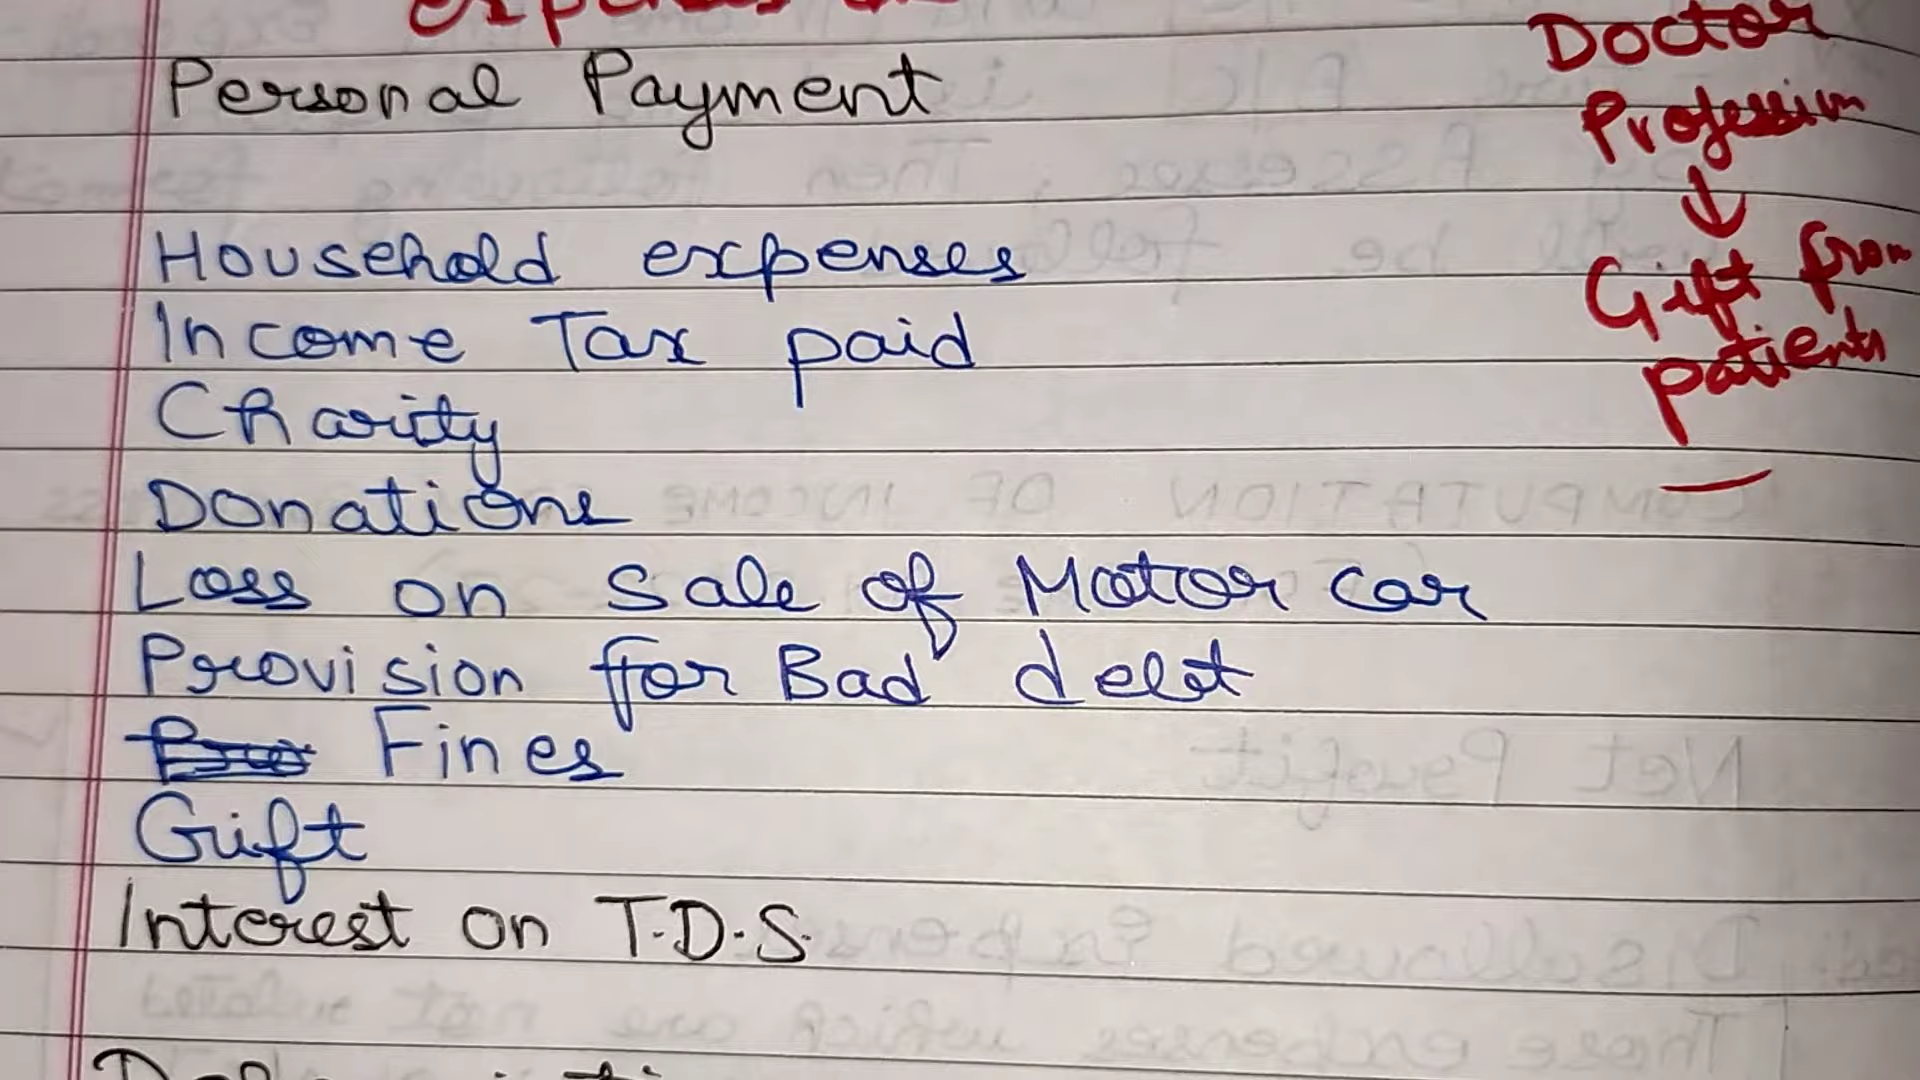 expenses
Personal Payment
Household expenses
Income Tax paid
Charity
Donations
Loss on Sale of Motor car
Provision for Bad debt
Fines
Gift
Interest on T.D.S.
Doctor
Profession
↓
Gift from
patients